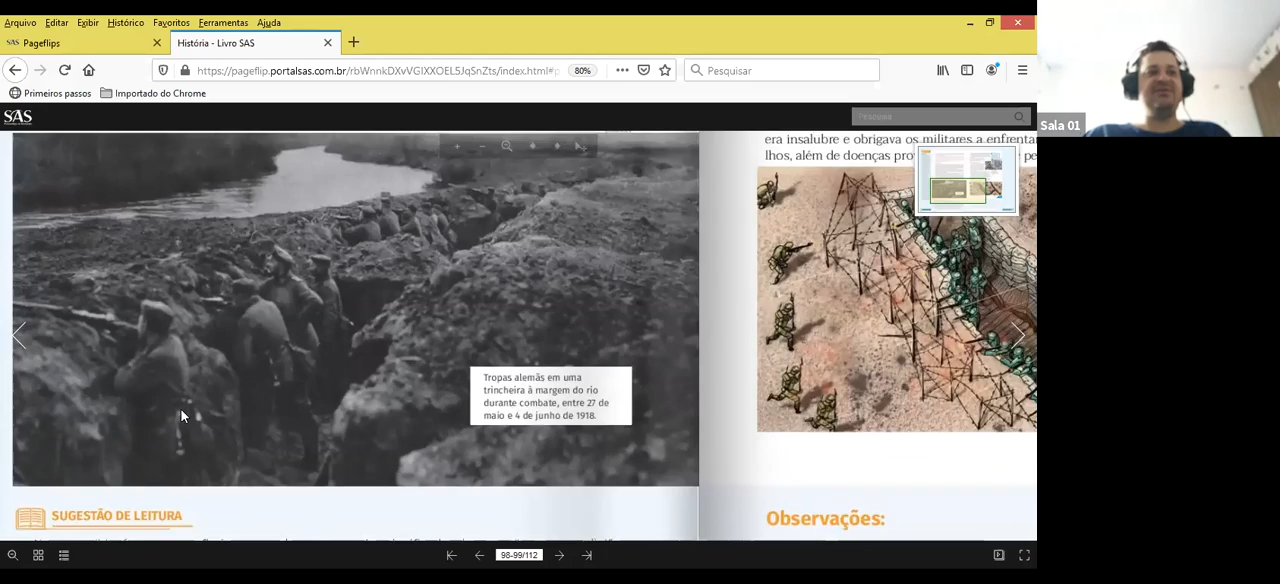 Arquivo Editar Exibir Histórico Favoritos Ferramentas Ajuda
SAS Pageflips
História - Livro SAS
https://pageflip.portalsas.com.br/rbWnnkDXvVGIXXOEL5JqSnZts/index.html#p
80%
Pesquisar
Primeiros passos Importado do Chrome
SAS
Pesquisa
era insalubre e obrigava os militares a enfrenta
lhos, além de doenças pro
pe
Tropas alemãs em uma
trincheira à margem do rio
durante combate, entre 27 de
maio e 4 de junho de 1918.
SUGESTÃO DE LEITURA
Observações:
98-99/112
Sala 01